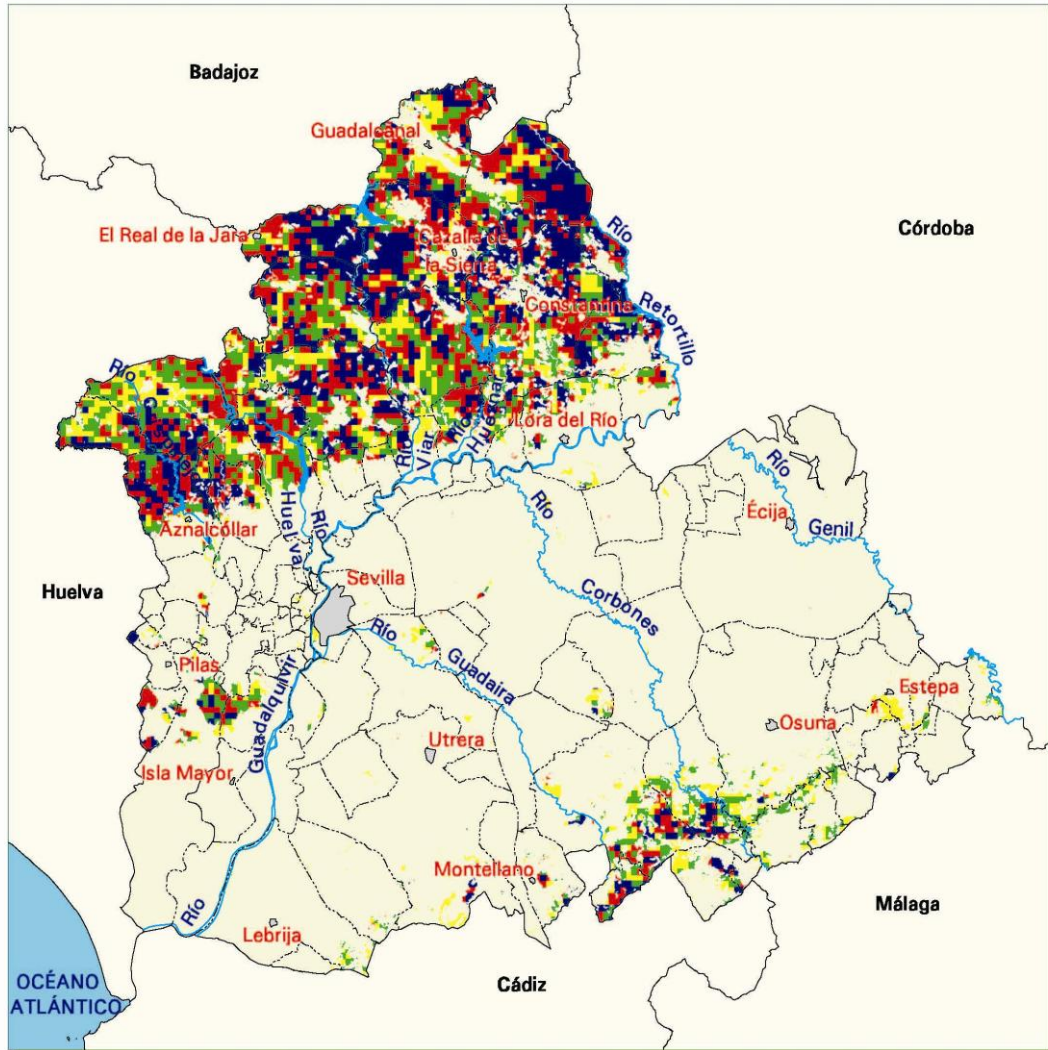 Badajoz
Guadalcanal
Río
Córdoba
El Real de la Jara
Cazalla de
la Sierra
Constantina
Retortillo
Río
Lora del Río
Río
Viar
Río
Huesna
Río
Genil
Écija
Aznalcóllar
Huelva
Río
Río
Corbones
Huelva
Sevilla
Río
Guadaira
Pilas
Estepa
Osuna
Utrera
Guadalquivir
Isla Mayor
Montellano
Río
Lebrija
Málaga
Cádiz
OCÉANO
ATLÁNTICO